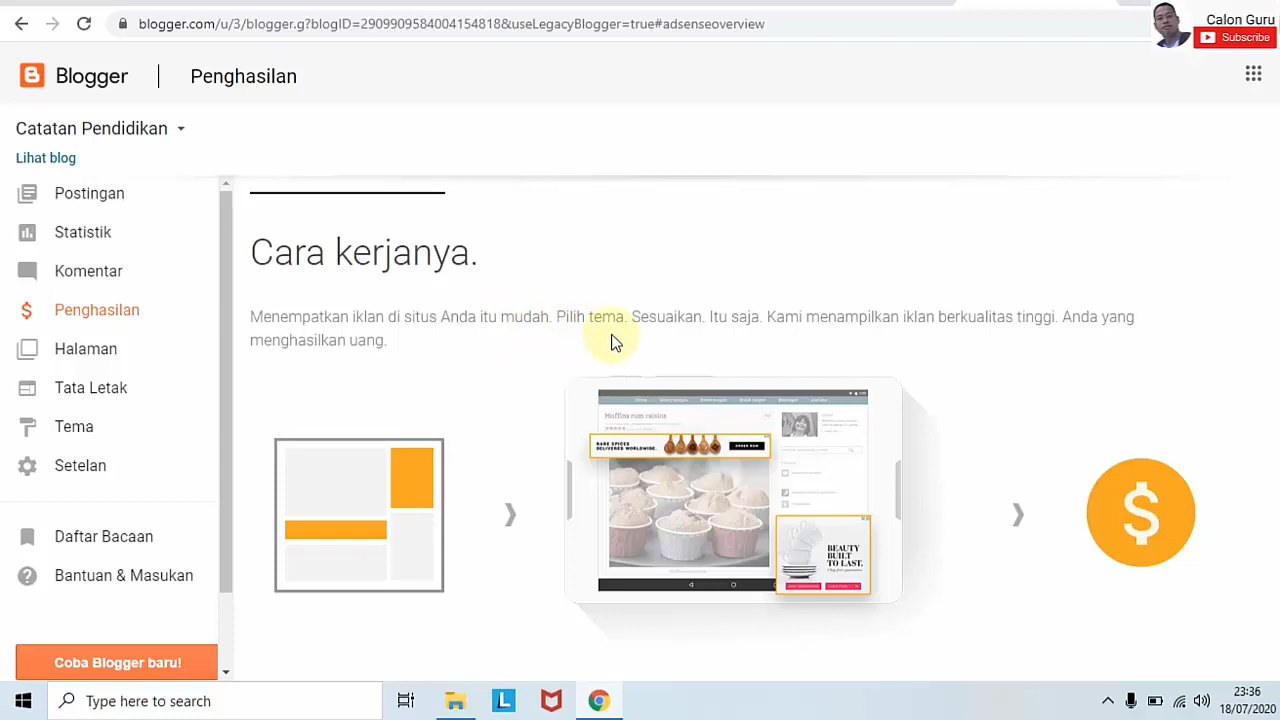 blogger.com/u/3/blogger.g?blogID=2909909584004154818&useLegacyBlogger=true#adsenseoverview
Calon Guru
Subscribe
Blogger
Penghasilan
Catatan Pendidikan
Lihat blog
Postingan
Statistik
Komentar
Penghasilan
Halaman
Tata Letak
Tema
Setelan
Daftar Bacaan
Bantuan & Masukan
Coba Blogger baru!
Cara kerjanya.
Menempatkan iklan di situs Anda itu mudah. Pilih tema. Sesuaikan. Itu saja. Kami menampilkan iklan berkualitas tinggi. Anda yang
menghasilkan uang.
Muffins rum raisins
RARE SPICES
DELIVERED WORLDWIDE.
ORDER NOW
BEAUTY
BUILT
TO LAST.
$
Type here to search
23:36
18/07/2020